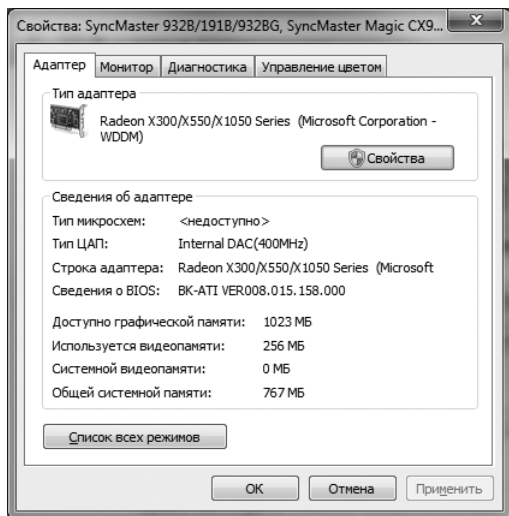 Свойства: SyncMaster 932B/191B/932BG, SyncMaster Magic CX9...
Адаптер Монитор Диагностика Управление цветом
Тип адаптера
Radeon X300/X550/X1050 Series (Microsoft Corporation -
WDDM)
Свойства
Сведения об адаптере
Тип микросхем: <недоступно>
Тип ЦАП: Internal DAC(400MHz)
Строка адаптера: Radeon X300/X550/X1050 Series (Microsoft
Сведения о BIOS: BK-ATI VER008.015.158.000
Доступно графической памяти: 1023 МБ
Используется видеопамяти: 256 МБ
Системной видеопамяти: 0 МБ
Общей системной памяти: 767 МБ
Список всех режимов
ОК Отмена Применить